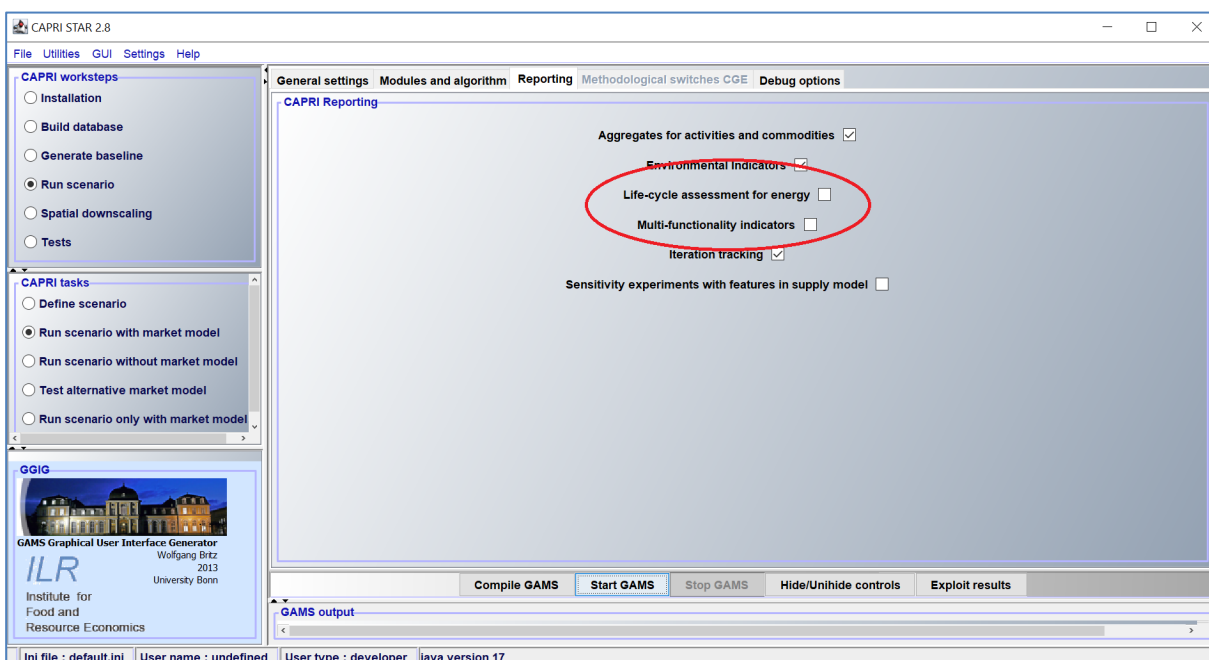 CAPRI STAR 2.8
File Utilities GUI Settings Help
CAPRI worksteps
Installation
Build database
Generate baseline
Run scenario
Spatial downscaling
Tests
CAPRI tasks
Define scenario
Run scenario with market model
Run scenario without market model
Test alternative market model
Run scenario only with market model
GGIG
GAMS Graphical User Interface Generator
Wolfgang Britz
2013
University Bonn
ILR
Institute for
Food and
Resource Economics
General settings Modules and algorithm Reporting Methodological switches CGE Debug options
CAPRI Reporting
Aggregates for activities and commodities
Environmental Indicators
Life-cycle assessment for energy
Multi-functionality indicators
Iteration tracking
Sensitivity experiments with features in supply model
Compile GAMS Start GAMS Stop GAMS Hide/Unihide controls Exploit results
GAMS output
Ini file : default.ini User name : undefined User type : developer java version 17